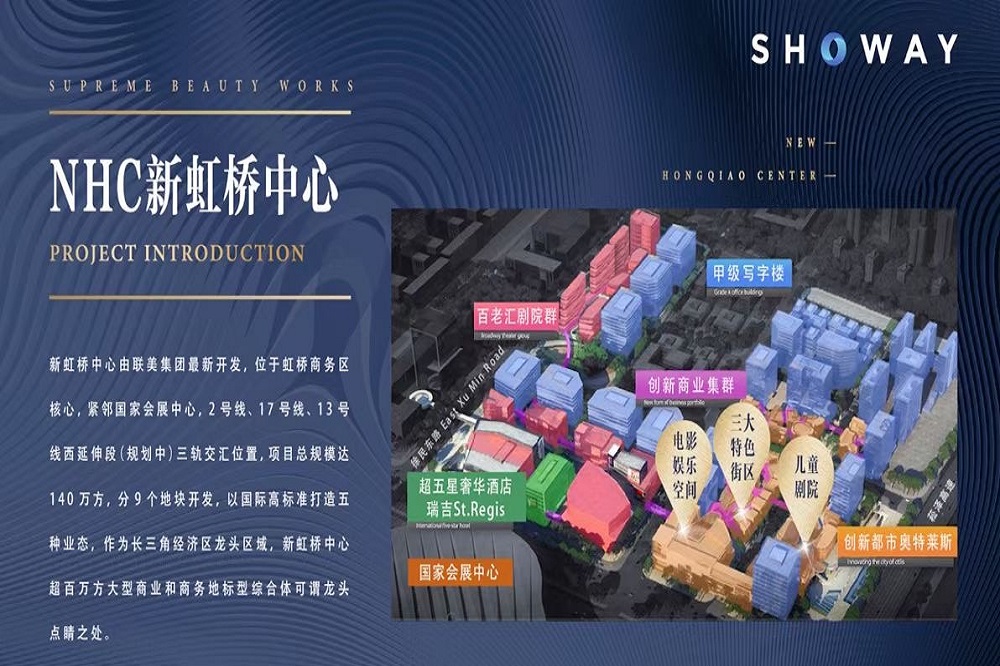 SHOWAY
SUPREME BEAUTY WORKS
NEW
HONGQIAO CENTER
NHC新虹桥中心
PROJECT INTRODUCTION
新虹桥中心由联美集团最新开发,位于虹桥商务区
核心,紧邻国家会展中心,2号线、17号线、13号
线西延伸段(规划中)三轨交汇位置,项目总规模达
140万方,分9个地块开发,以国际高标准打造五
种业态,作为长三角经济区龙头区域,新虹桥中心
超百万方大型商业和商务地标型综合体可谓龙头
点睛之处。
甲级写字楼
Grade A office buildings
百老汇剧院群
Broadway theater group
徐民东路 East Xu Min Road
创新商业集群
New form of business portfolio
电影
娱乐
空间
三大
特色
街区
儿童
剧院
超五星奢华酒店
瑞吉St.Regis
International five-star hotel
松泽高速
创新都市奥特莱斯
Innovating the city of
国家会展中心